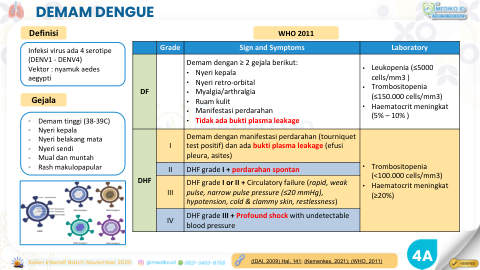 DEMAM DENGUE
MEDIKO.ID
Definisi
Infeksi virus ada 4 serotipe
(DENV1 - DENV4)
Vektor : nyamuk aedes
aegypti
Gejala
• Demam tinggi (38-39C)
• Nyeri kepala
• Nyeri belakang mata
• Nyeri sendi
• Mual dan muntah
• Rash makulopapular
WHO 2011
Grade Sign and Symptoms Laboratory
DF
Demam dengan ≥ 2 gejala berikut:
• Nyeri kepala
• Nyeri retro-orbital
• Myalgia/arthralgia
• Ruam kulit
• Manifestasi perdarahan
• Tidak ada bukti plasma leakage
• Leukopenia (≤5000
cells/mm3 )
• Trombositopenia
(≤150.000 cells/mm3)
• Haematocrit meningkat
(5% – 10% )
DHF
I
Demam dengan manifestasi perdarahan (tourniquet
test positif) dan ada bukti plasma leakage (efusi
pleura, asites)
II
DHF grade I + perdarahan spontan
III
DHF grade I or II + Circulatory failure (rapid, weak
pulse, narrow pulse pressure (≤20 mmHg),
hypotension, cold & clammy skin, restlessness)
IV
DHF grade III + Profound shock with undetectable
blood pressure
• Trombositopenia
(<100.000 cells/mm3)
• Haematocrit meningkat
(≥20%)
(IDAI, 2009) Hal. 141; (Kemenkes, 2021); (WHO, 2011)
4A